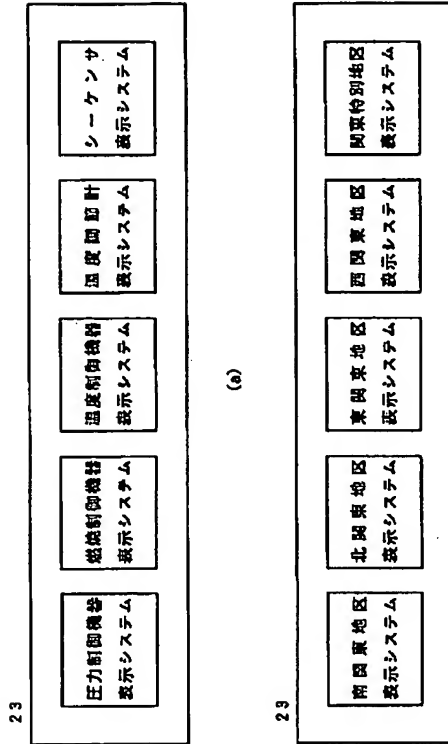 23
圧力制御機器
表示システム
燃焼制御機器
表示システム
温度制御機器
表示システム
温度調節計
表示システム
シーケンサ
表示システム
(a)
23
南関東地区
表示システム
北関東地区
表示システム
東関東地区
表示システム
西関東地区
表示システム
関東特別地区
表示システム